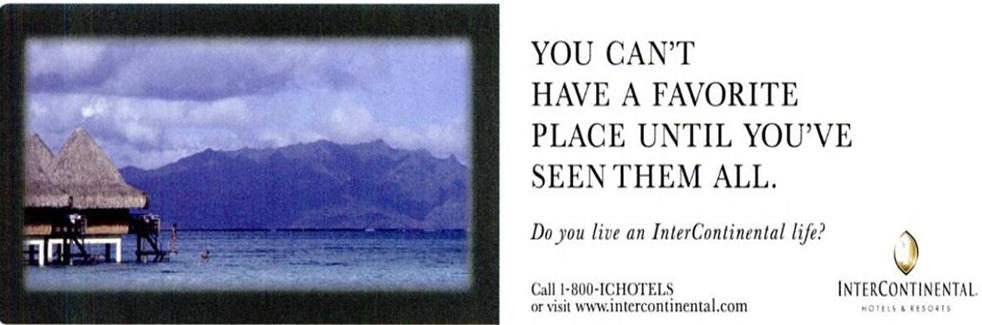 YOU CAN'T
HAVE A FAVORITE
PLACE UNTIL YOU'VE
SEEN THEM ALL.
Do you live an InterContinental life?
Call 1-800-ICHOTELS
or visit www.intercontinental.com
INTERCONTINENTAL.
HOTELS & RESORTS